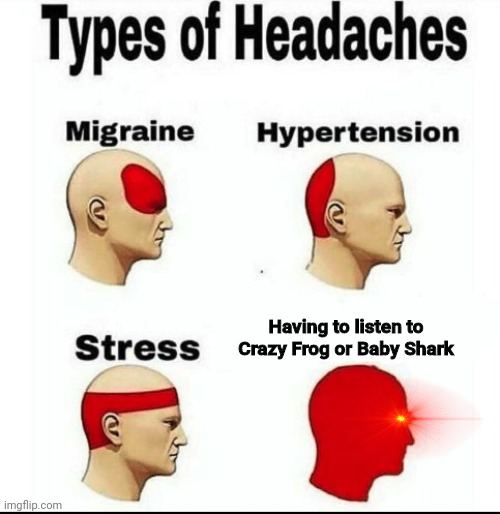 Types of Headaches
Migraine
Hypertension
Stress
Having to listen to
Crazy Frog or Baby Shark
imgflip.com